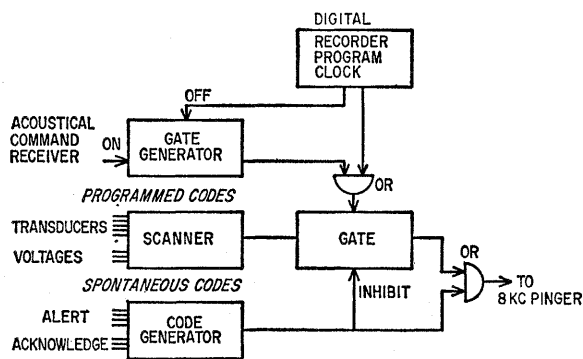 DIGITAL
RECORDER
PROGRAM
CLOCK
OFF
ACOUSTICAL
COMMAND
RECEIVER
ON
GATE
GENERATOR
OR
PROGRAMMED CODES
TRANSDUCERS
VOLTAGES
SCANNER
GATE
OR
SPONTANEOUS CODES
INHIBIT
TO
8 KC PINGER
ALERT
ACKNOWLEDGE
CODE
GENERATOR